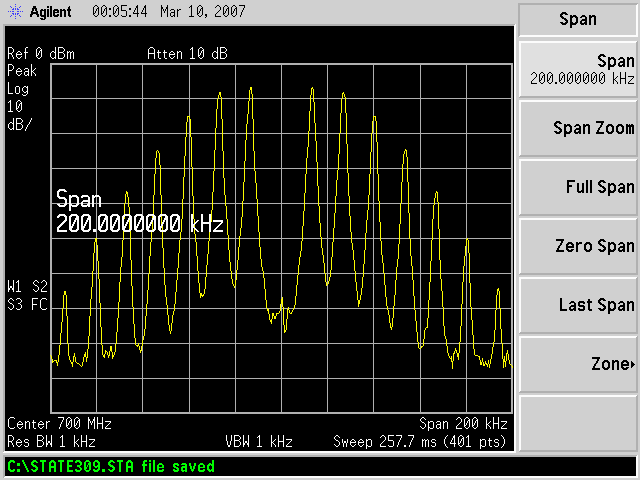 Agilent 00:05:44 Mar 10, 2007
Span
Ref 0 dBm Atten 10 dB
Peak
Log
10
dB/
Span
200.000000 kHz
Span Zoom
Full Span
Span
200.0000000 kHz
Zero Span
W1 S2
S3 FC
Last Span
Zone
Center 700 MHz Span 200 kHz
Res BW 1 kHz VBW 1 kHz Sweep 257.7 ms (401 pts)
C:\STATE309.STA file saved